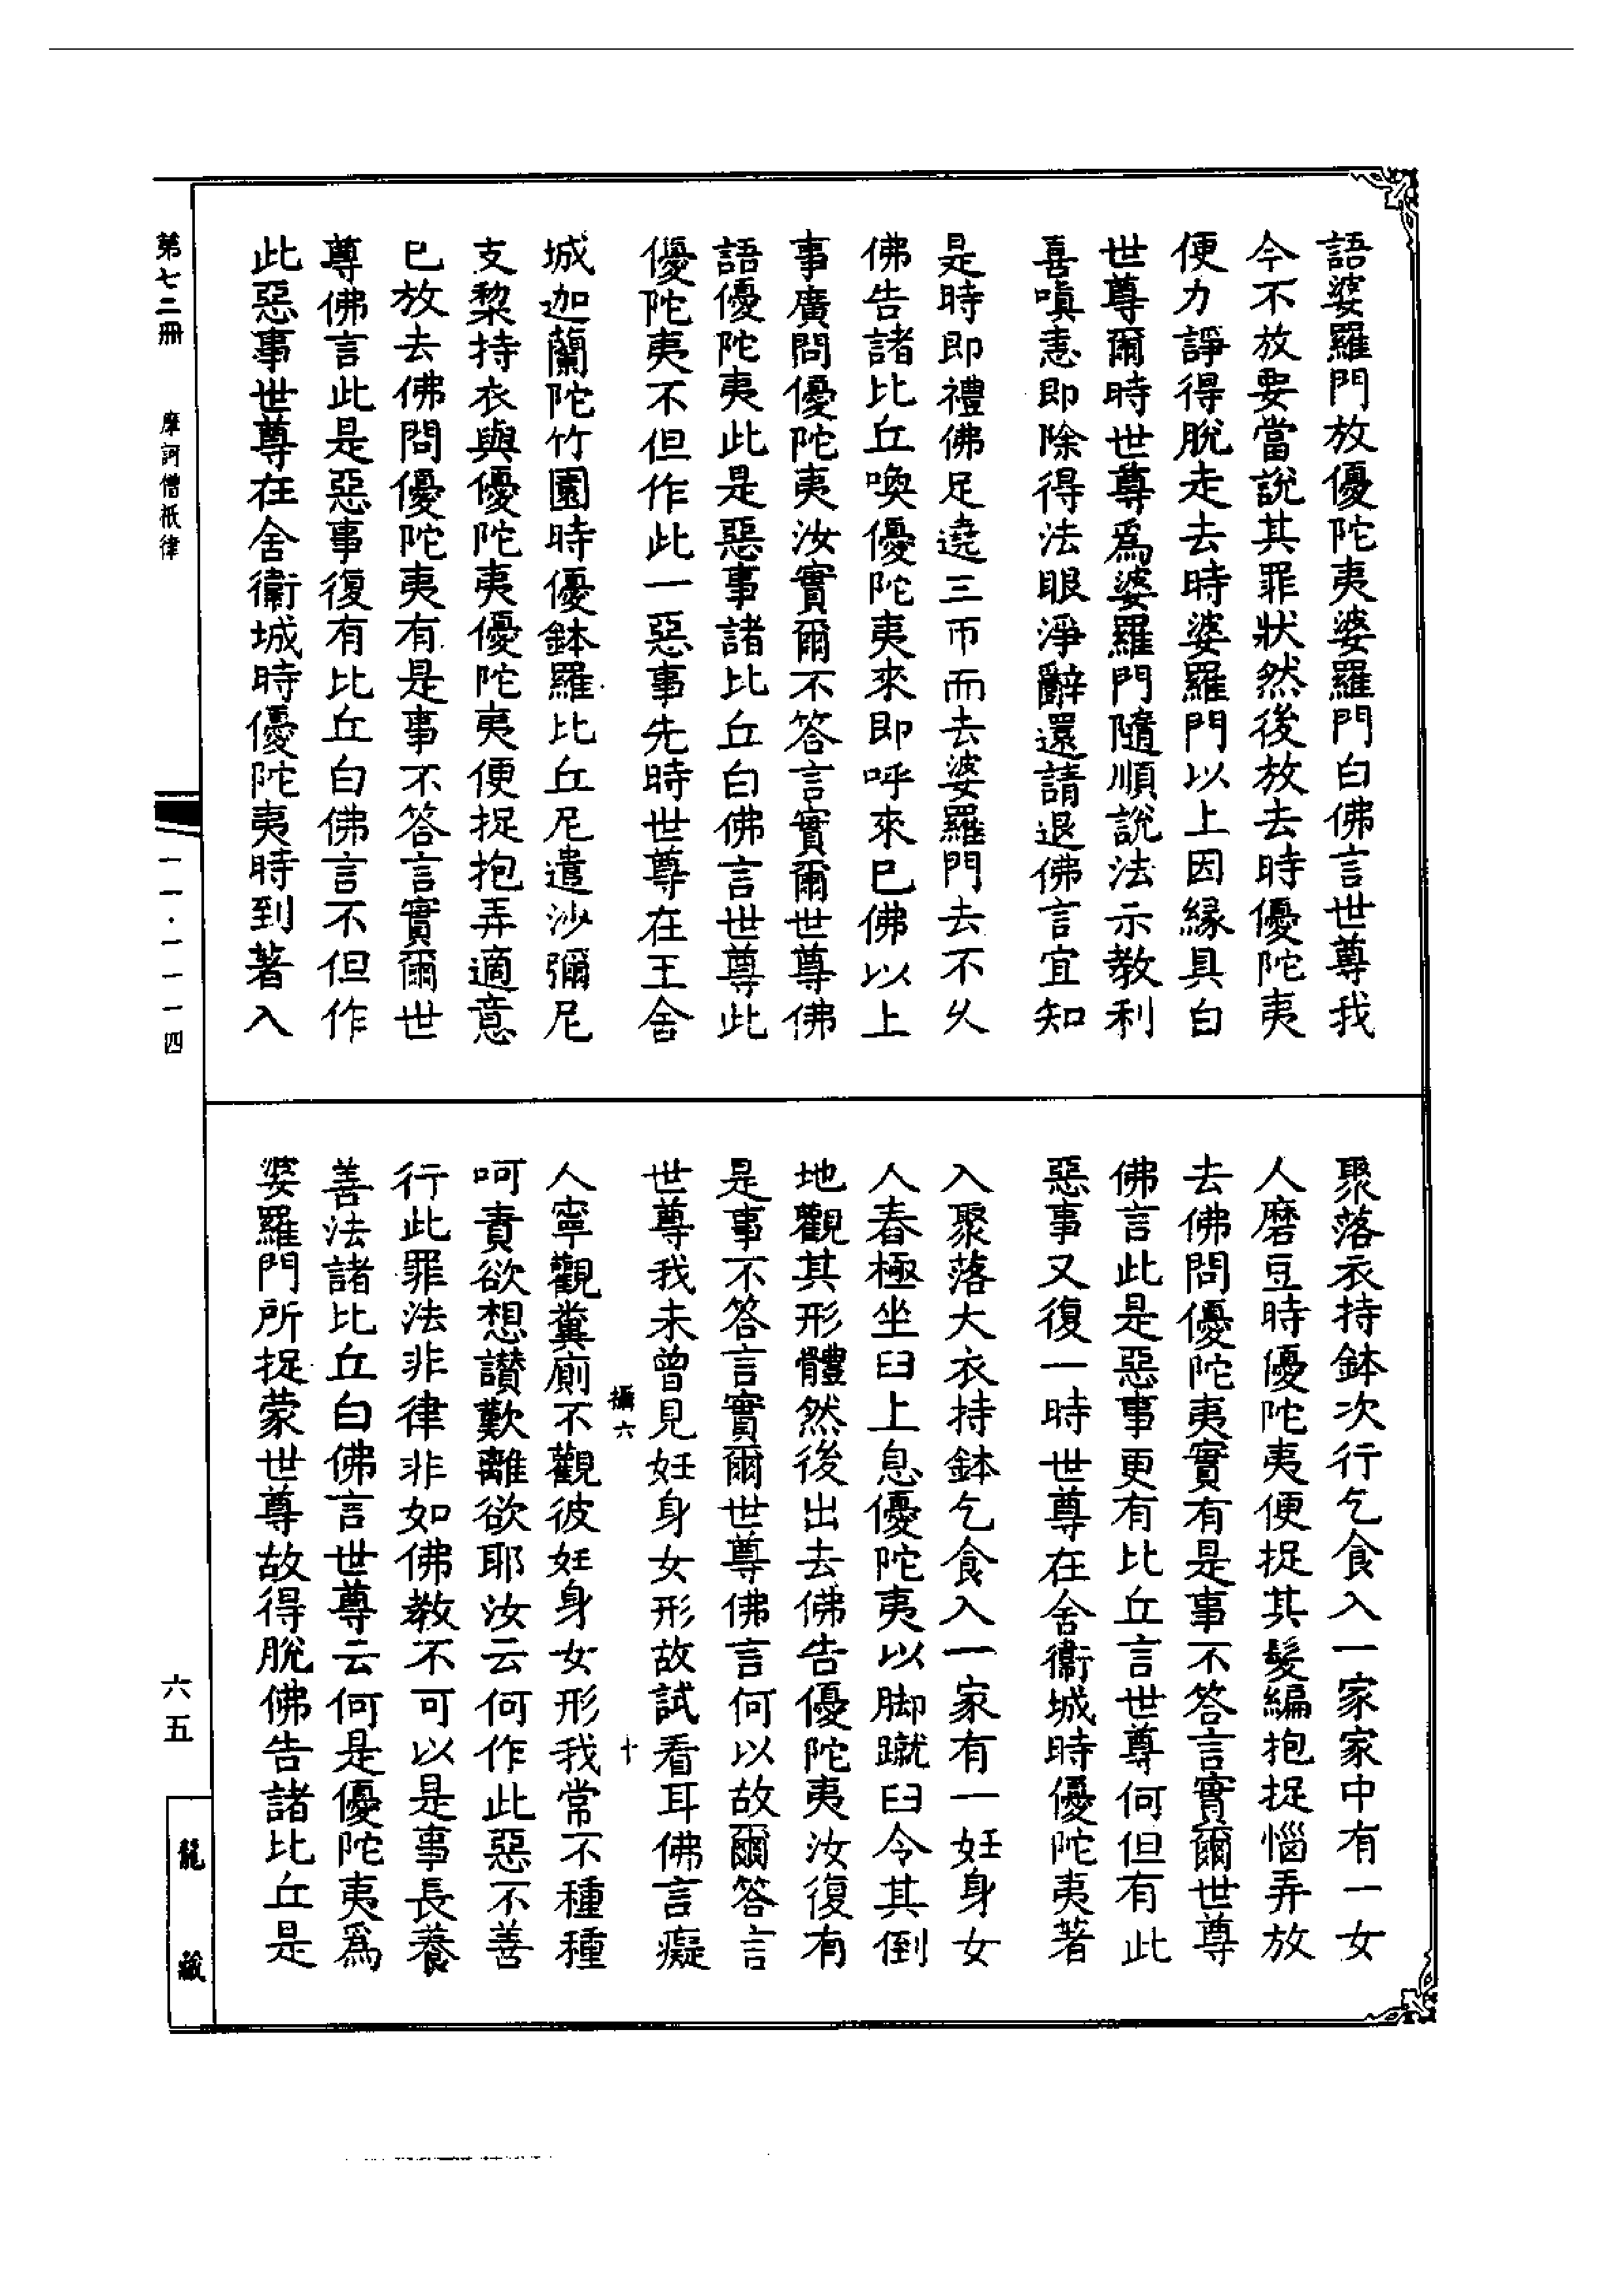 語婆羅門放優陀夷婆羅門白佛言世尊我
今不放要當說其罪狀然後放去時優陀夷
便力諍得脫走去時婆羅門以上因緣具白
世尊爾時世尊爲婆羅門隨順說法示教利
喜嗔恚即除得法眼淨辭還請退佛言宜知
是時即禮佛足遶三帀而去婆羅門去不久
佛告諸比丘喚優陀夷來即呼來已佛以上
事廣問優陀夷汝實爾不答言實爾世尊佛
語優陀夷此是惡事諸比丘白佛言世尊此
優陀夷不但作此一惡事先時世尊在王舍
城迦蘭陀竹園時優鉢羅比丘尼遣沙彌尼
支黎持衣與優陀夷優陀夷便捉抱弄適意
已放去佛問優陀夷有是事不答言實爾世
尊佛言此是惡事復有比丘白佛言不但作
此惡事世尊在舍衞城時優陀夷時到著入
聚落衣持鉢次行乞食入一家家中有一女
人磨豆時優陀夷便捉其髮編抱捉惱弄放
去佛問優陀夷實有是事不答言實爾世尊
佛言此是惡事更有比丘言世尊何但有此
惡事又復一時世尊在舍衞城時優陀夷著
入聚落大衣持鉢乞食入一家有一妊身女
人舂極坐臼上息優陀夷以脚蹴臼令其倒
地觀其形體然後出去佛告優陀夷汝復有
是事不答言實爾世尊佛言何以故爾答言
世尊我未曾見妊身女形故試看耳佛言癡
攝六 十
人寧觀糞廁不觀彼妊身女形我常不種種
呵責欲想讚歎離欲耶汝云何作此惡不善
行此罪法非律非如佛教不可以是事長養
善法諸比丘白佛言世尊云何是優陀夷爲
婆羅門所捉蒙世尊故得脫佛告諸比丘是
第七二冊 摩訶僧祇律 一一·一一一四 六五
龍藏